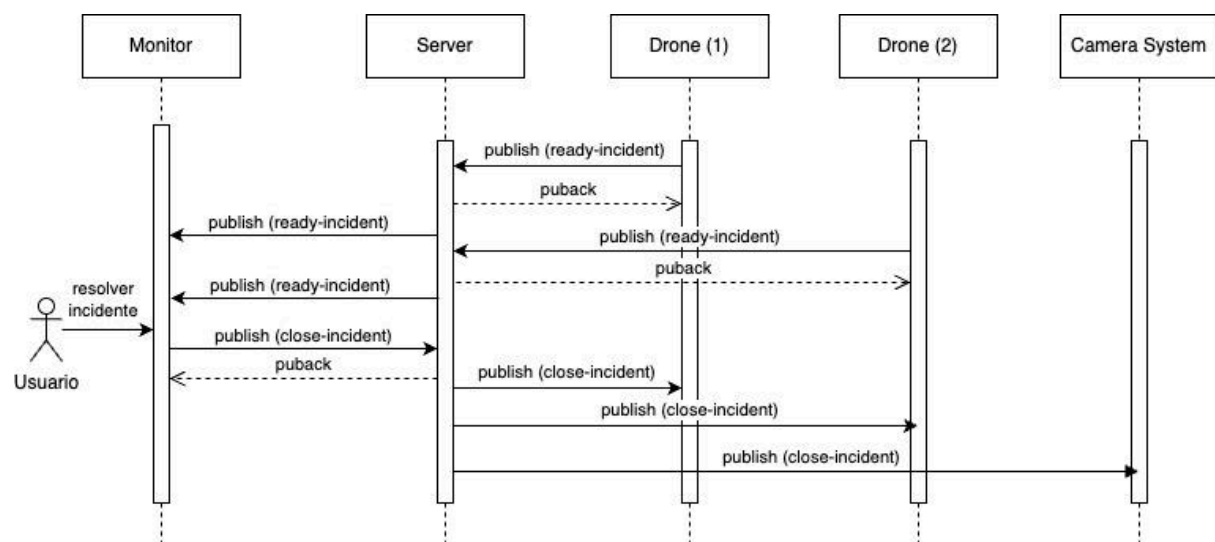 Monitor
Server
Drone (1)
Drone (2)
Camera System
publish (ready-incident)
puback
publish (ready-incident)
publish (ready-incident)
puback
publish (ready-incident)
resolver
incidente
Usuario
publish (close-incident)
puback
publish (close-incident)
publish (close-incident)
publish (close-incident)